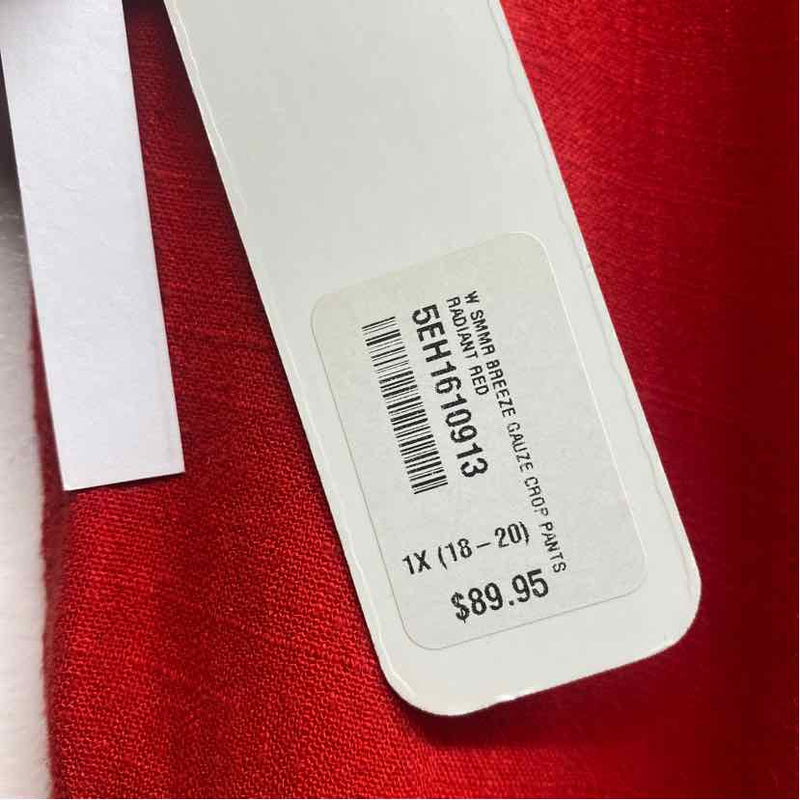 W SMMR BREEZE GAUZE CROP PANTS
RADIANT RED
5EH1610913
1X (18-20)
$89.95